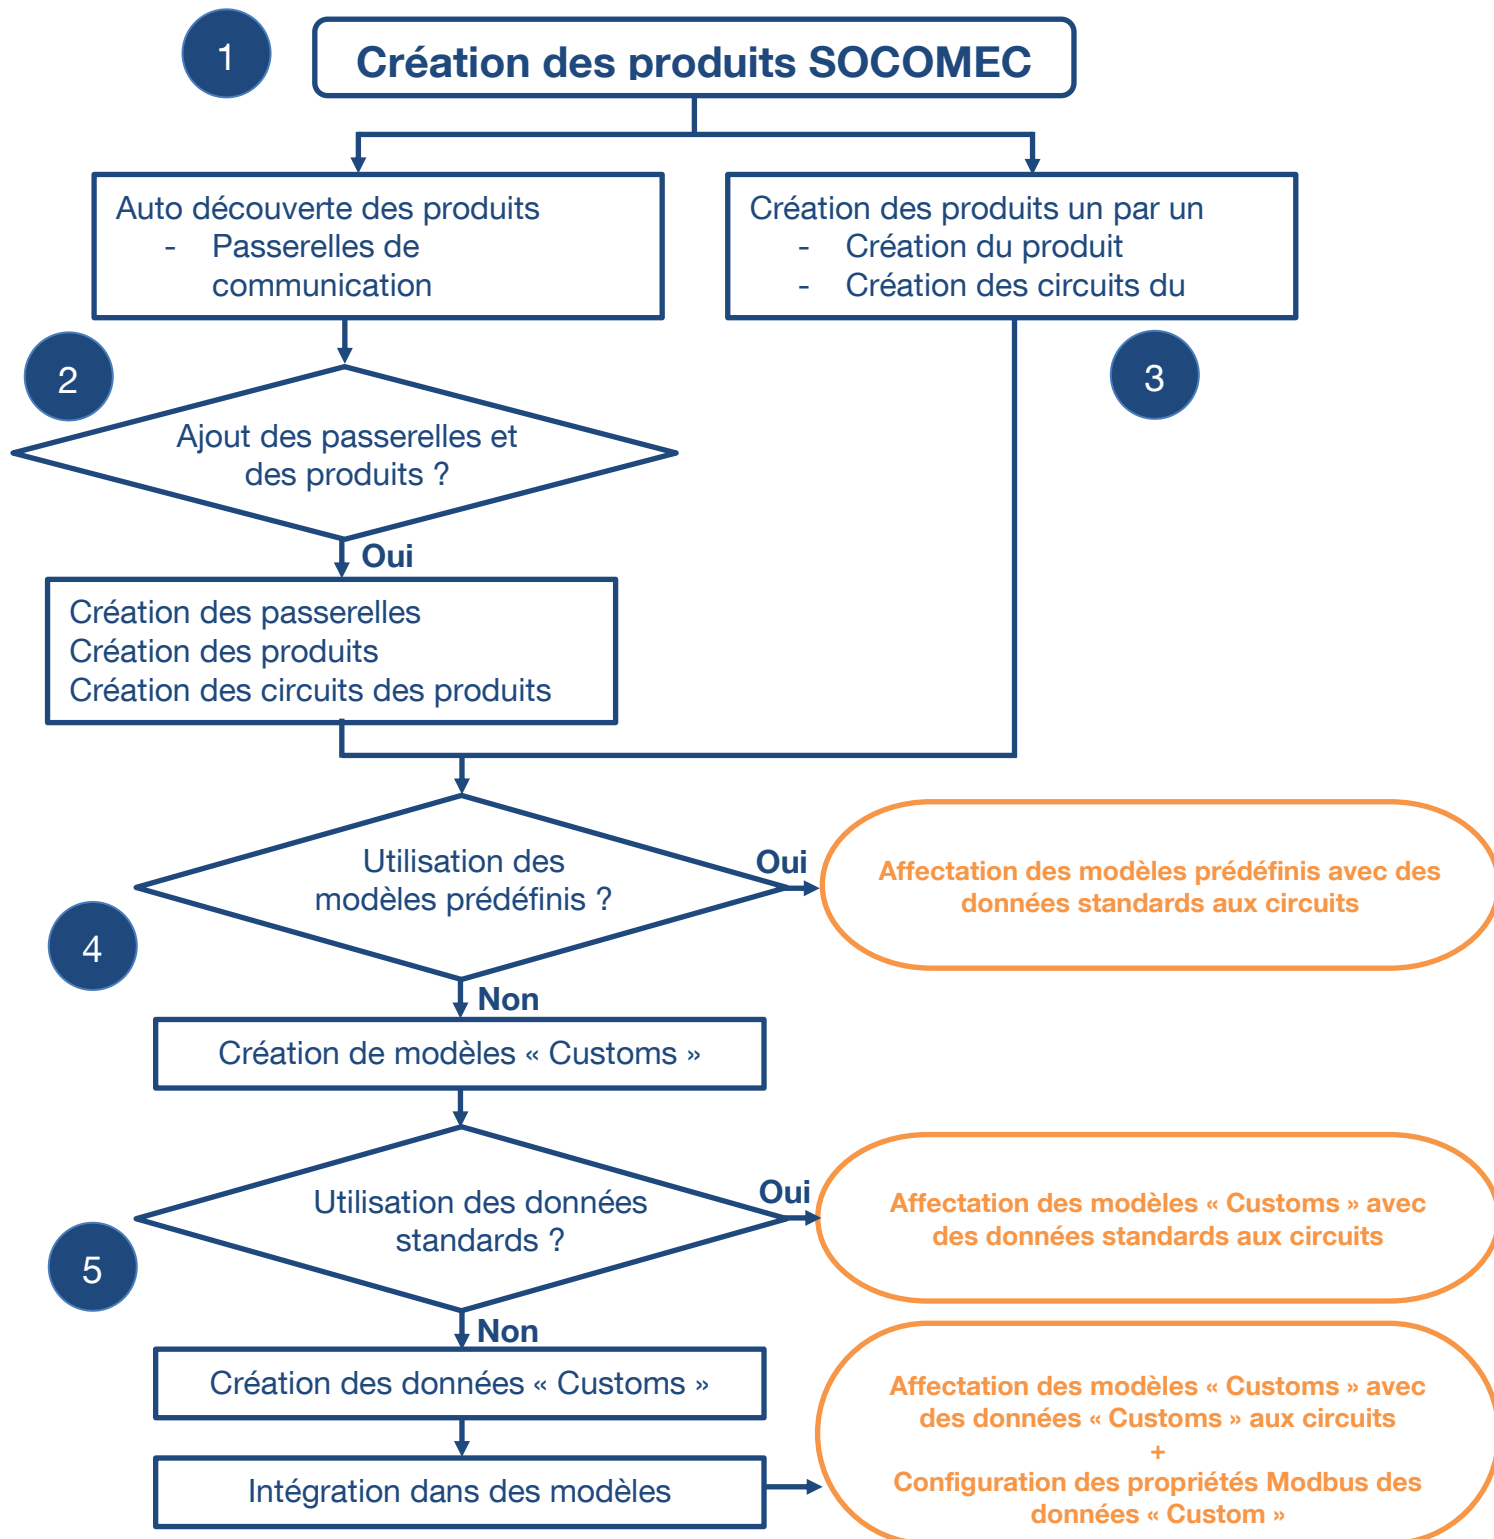 1
Création des produits SOCOMEC
Auto découverte des produits
- Passerelles de
communication
Création des produits un par un
- Création du produit
- Création des circuits du
2
3
Ajout des passerelles et
des produits ?
Oui
Création des passerelles
Création des produits
Création des circuits des produits
Utilisation des
modèles prédéfinis ?
Oui
Affectation des modèles prédéfinis avec des
données standards aux circuits
4
Non
Création de modèles « Customs »
Utilisation des données
standards ?
Oui
Affectation des modèles « Customs » avec
des données standards aux circuits
5
Non
Création des données « Customs »
Intégration dans des modèles
Affectation des modèles « Customs » avec
des données « Customs » aux circuits
+
Configuration des propriétés Modbus des
données « Custom »